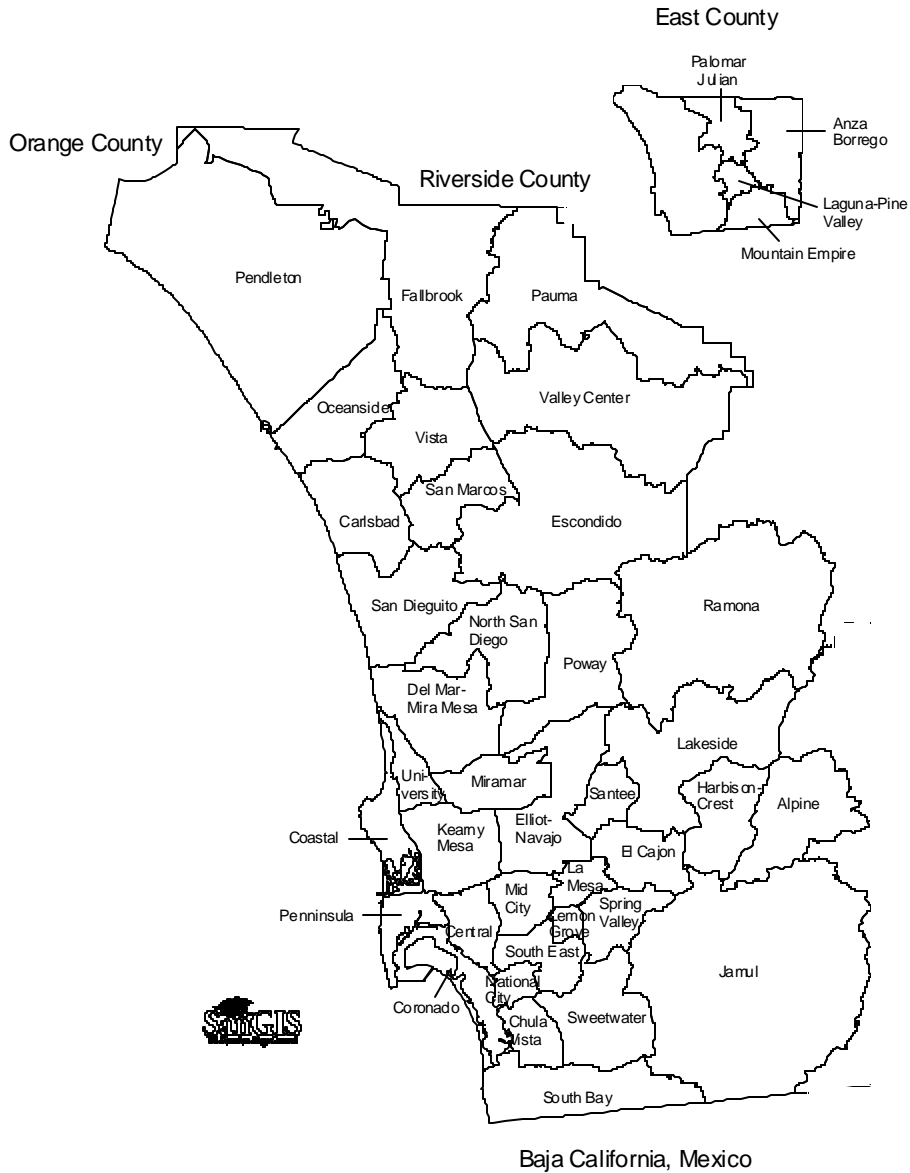 East County
Palomar
Julian
Orange County
Anza
Borrego
Riverside County
Laguna-Pine
Valley
Mountain Empire
Pendleton
Fallbrook
Pauma
Valley Center
Oceanside
Vista
San Marcos
Carlsbad
Escondido
San Dieguito
North San
Diego
Ramona
Poway
Del Mar-
Mira Mesa
Lakeside
Uni-
versity
Miramar
Santee
Harbison-
Crest
Alpine
Coastal
Kearny
Mesa
Elliot-
Navajo
El Cajon
La
Mesa
Mid
City
Spring
Valley
Penninsula
Central
Lemon
Grove
South East
Jamul
National
City
Coronado
SanGIS
Chula
Vista
Sweetwater
South Bay
Baja California, Mexico